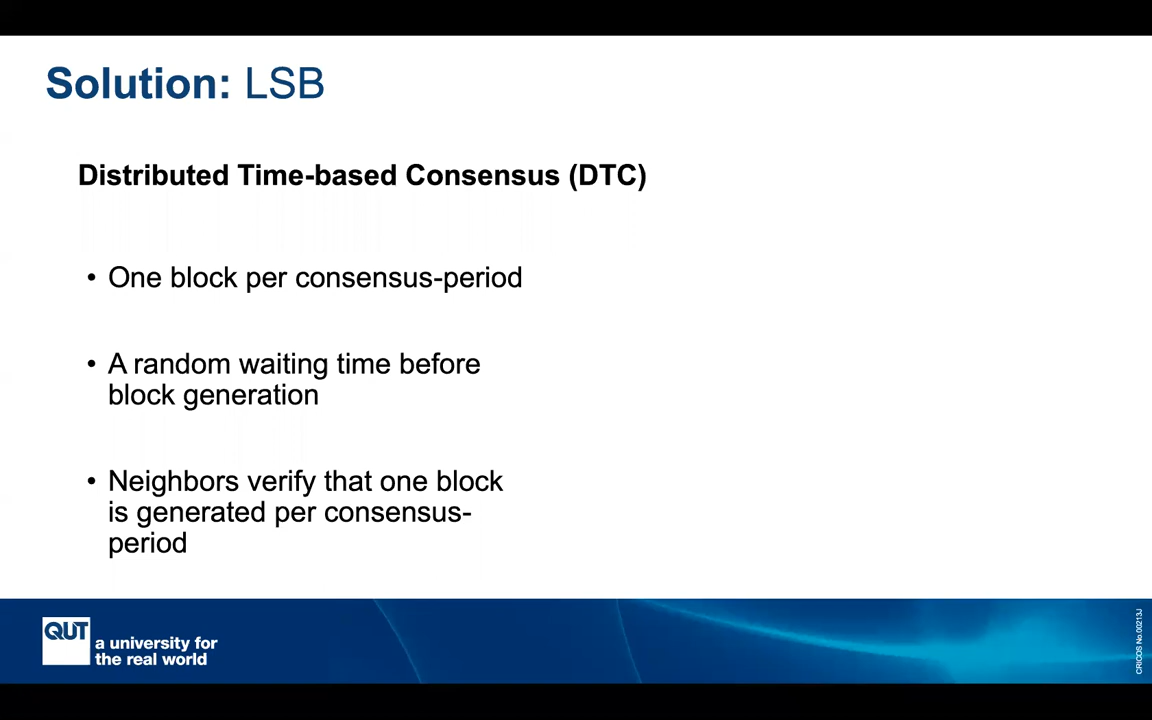 Solution: LSB
Distributed Time-based Consensus (DTC)
• One block per consensus-period
• A random waiting time before
block generation
• Neighbors verify that one block
is generated per consensus-
period
QUT
a university for
the real world
CRICOS No.00213J